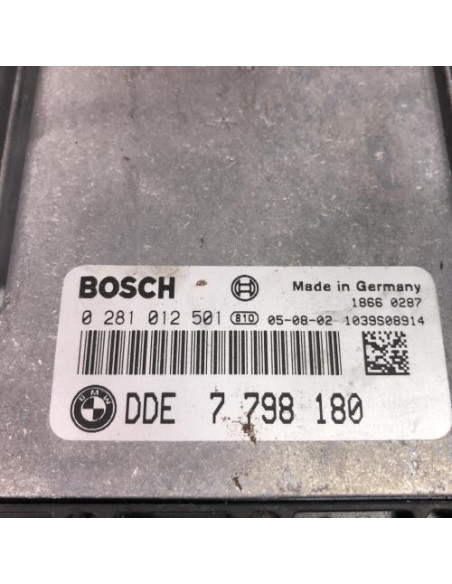 BOSCH Made in Germany
1866 0287
0 281 012 501 810 05-08-02 1039S08914
BMW DDE 7 798 180